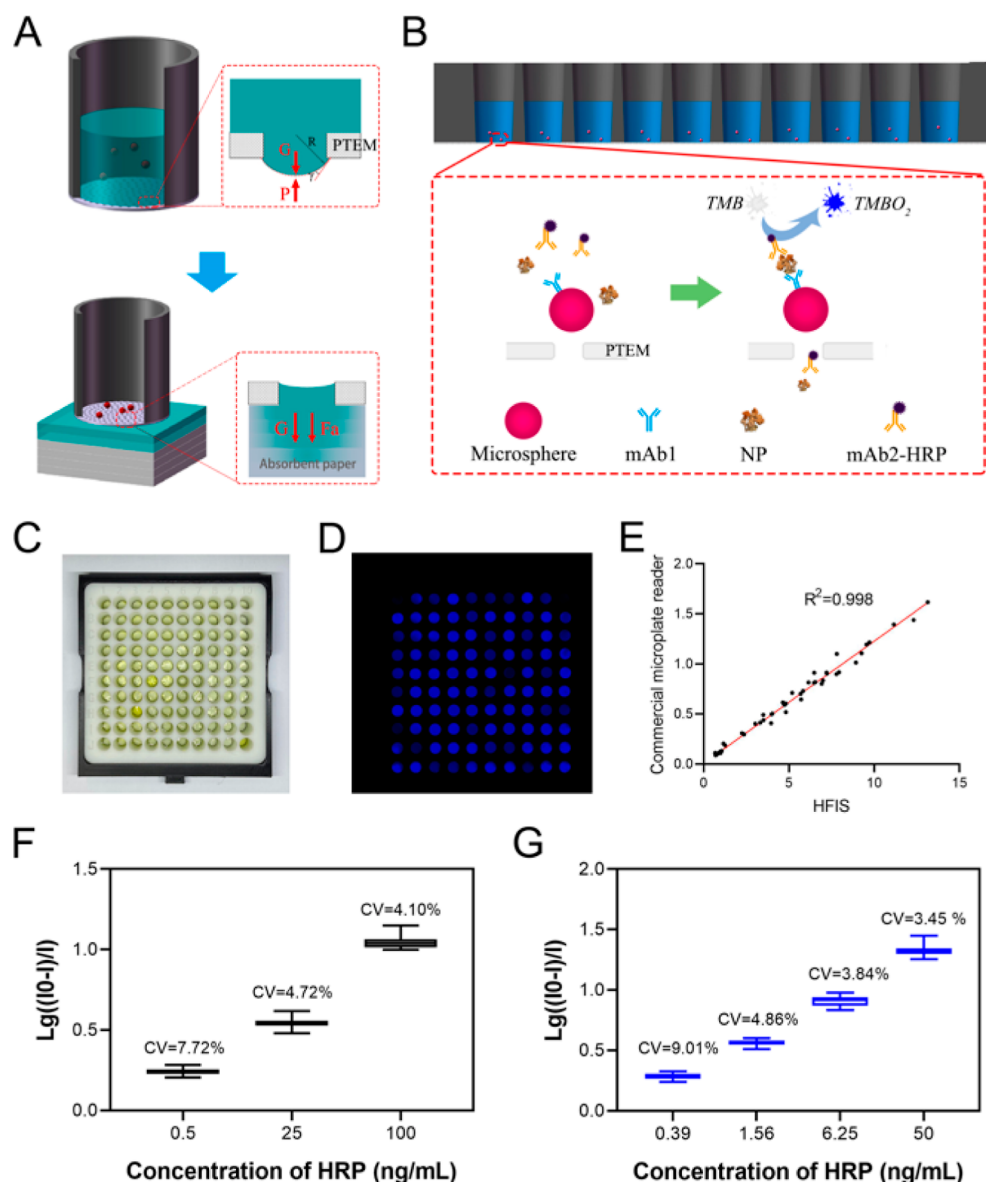 A
R
G
PTEM
P
γ
G
Fa
Absorbent paper
B
TMB
TMBO₂
PTEM
Microsphere
mAb1
NP
mAb2-HRP
C
D
E
Commercial microplate reader
2.0
1.5
1.0
0.5
0.0
R²=0.998
0
5
10
15
HFIS
F
Lg((I0-I)/I)
1.5
1.0
0.5
0.0
CV=7.72%
CV=4.72%
CV=4.10%
0.5
25
100
Concentration of HRP (ng/mL)
G
Lg((I0-I)/I)
2.0
1.5
1.0
0.5
0.0
CV=9.01%
CV=4.86%
CV=3.84%
CV=3.45 %
0.39
1.56
6.25
50
Concentration of HRP (ng/mL)